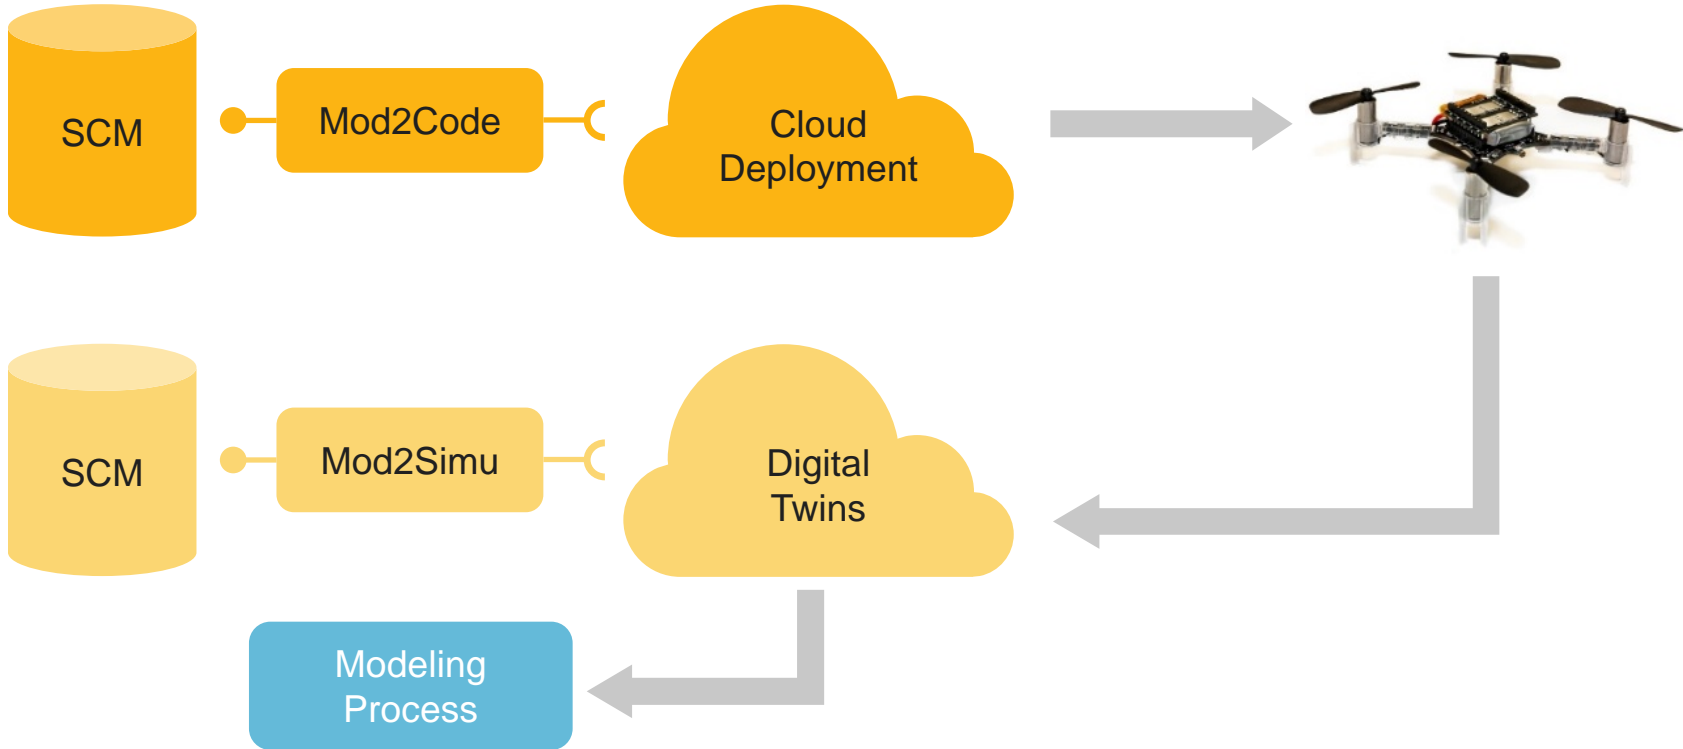 SCM
Mod2Code
Cloud
Deployment
SCM
Mod2Simu
Digital
Twins
Modeling
Process